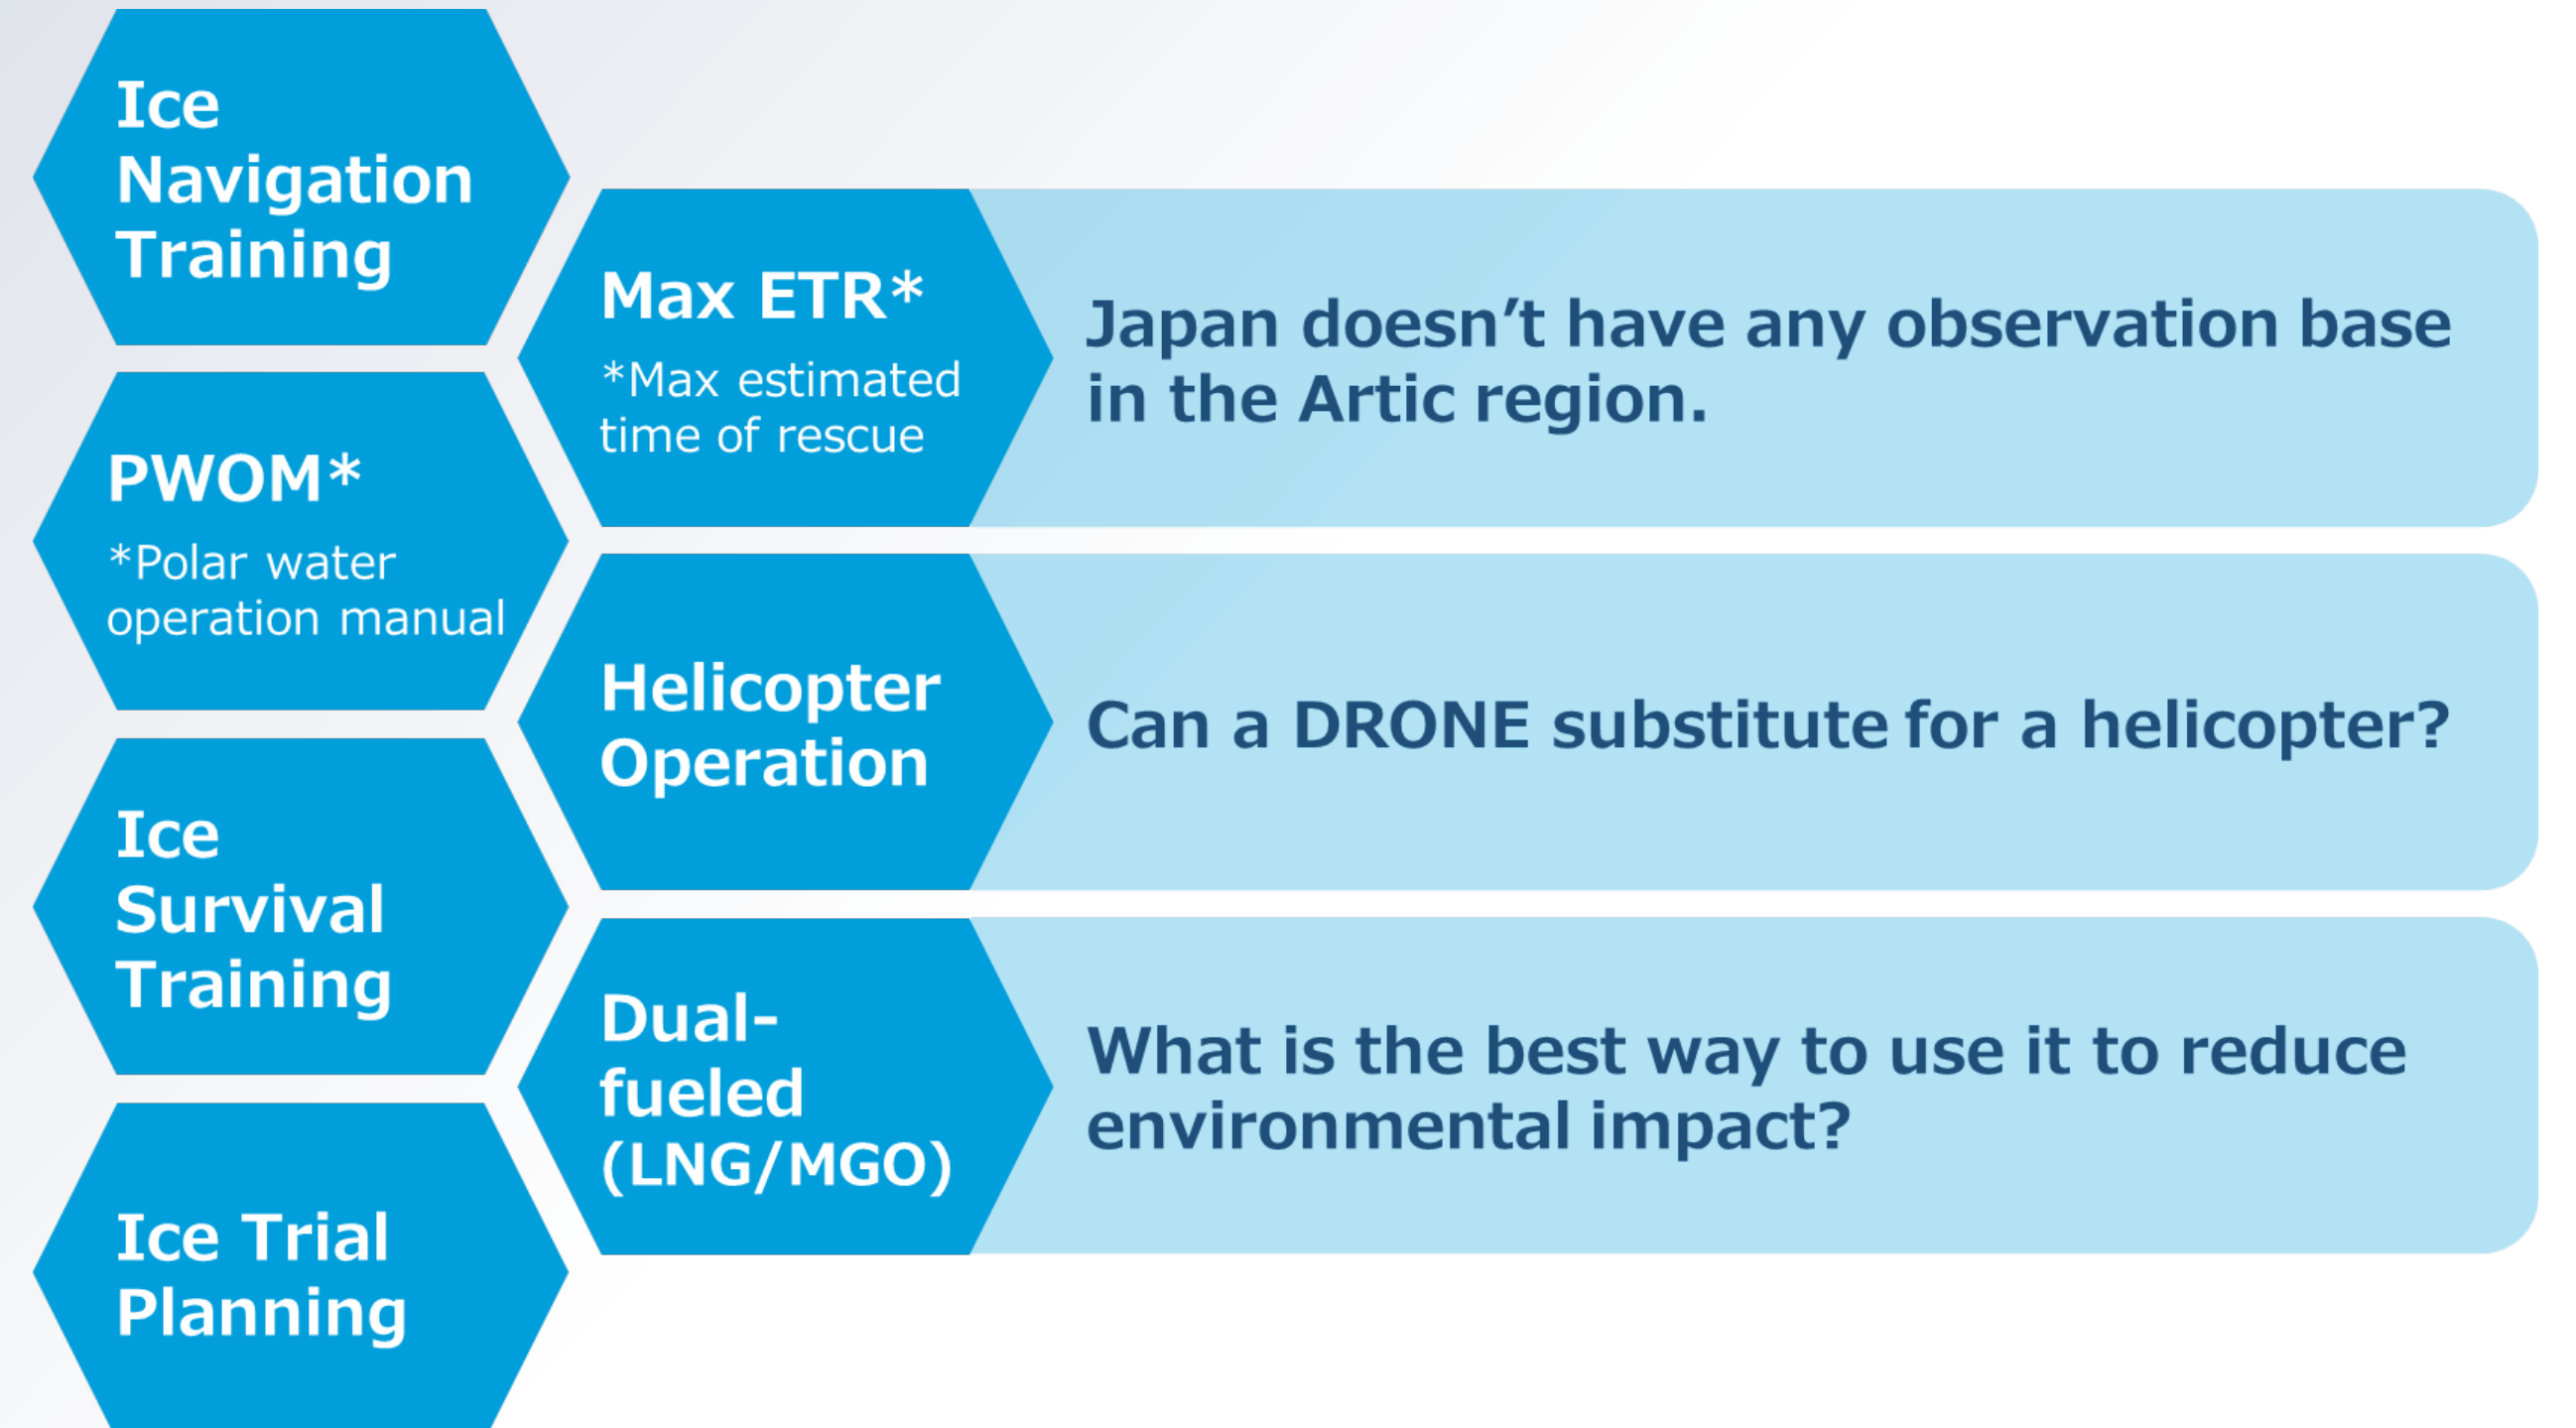 Ice
Navigation
Training
PWOM*
*Polar water
operation manual
Ice
Survival
Training
Ice Trial
Planning
Max ETR*
*Max estimated
time of rescue
Japan doesn’t have any observation base
in the Artic region.
Helicopter
Operation
Can a DRONE substitute for a helicopter?
Dual-
fueled
(LNG/MGO)
What is the best way to use it to reduce
environmental impact?